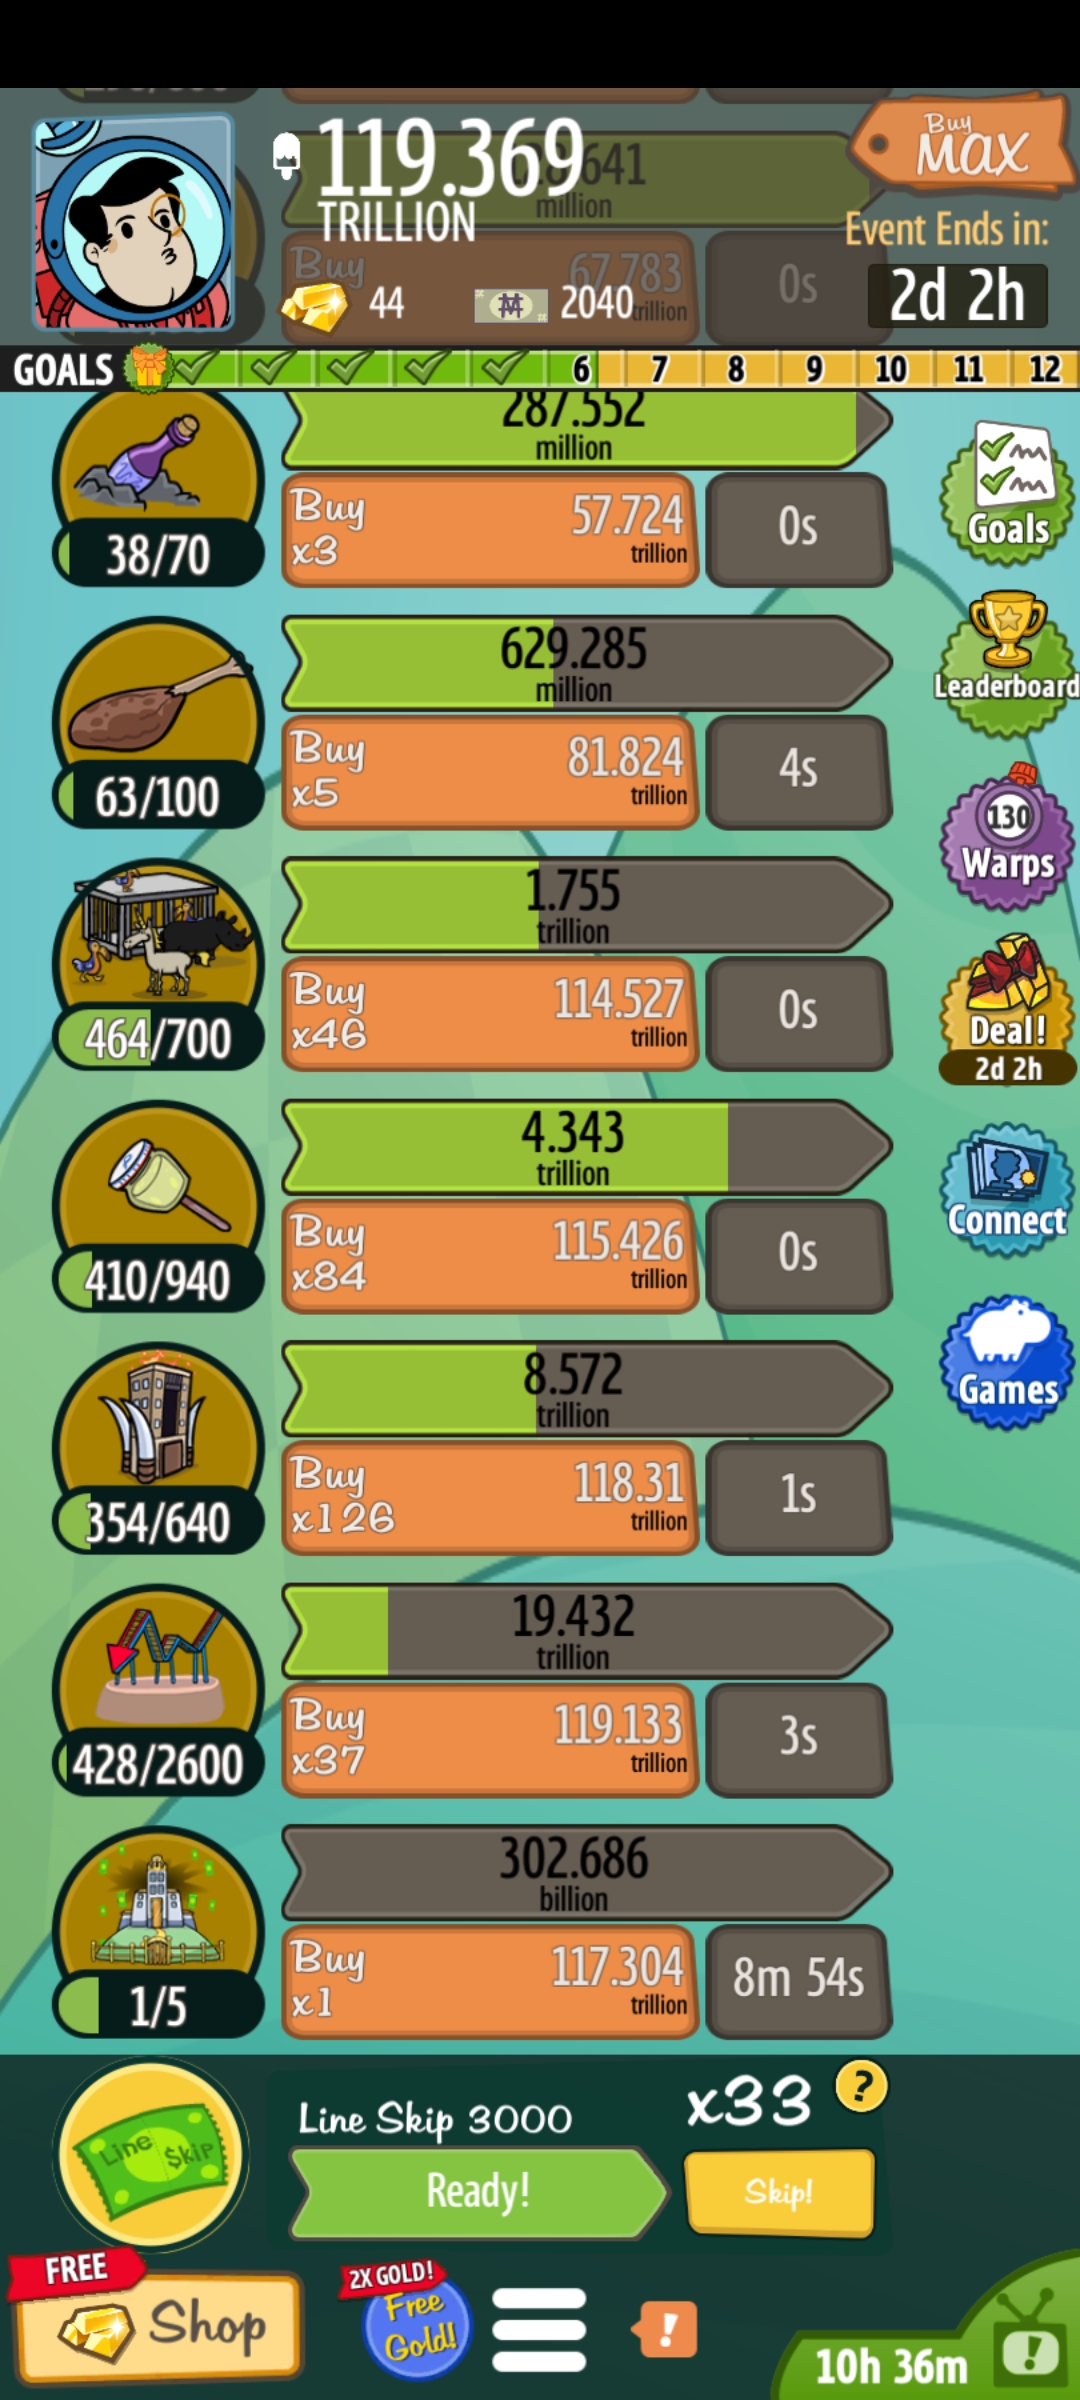 119.369
TRILLION
44
2040
Buy
MAX
Event Ends in:
2d 2h
641
million
Buy
67.783
trillion
0s
GOALS
6 7 8 9 10 11 12
287.552
million
38/70
Buy
x3
57.724
trillion
0s
629.285
million
63/100
Buy
x5
81.824
trillion
4s
1.755
trillion
464/700
Buy
x46
114.527
trillion
0s
4.343
trillion
410/940
Buy
x84
115.426
trillion
0s
8.572
trillion
354/640
Buy
x126
118.31
trillion
1s
19.432
trillion
428/2600
Buy
x37
119.133
trillion
3s
302.686
billion
1/5
Buy
x1
117.304
trillion
8m 54s
Goals
Leaderboard
130
Warps
Deal!
2d 2h
Connect
Games
Line $kip
Line Skip 3000
Ready!
x33
?
Skip!
FREE
Shop
2X GOLD!
Free
Gold!
!
10h 36m
!